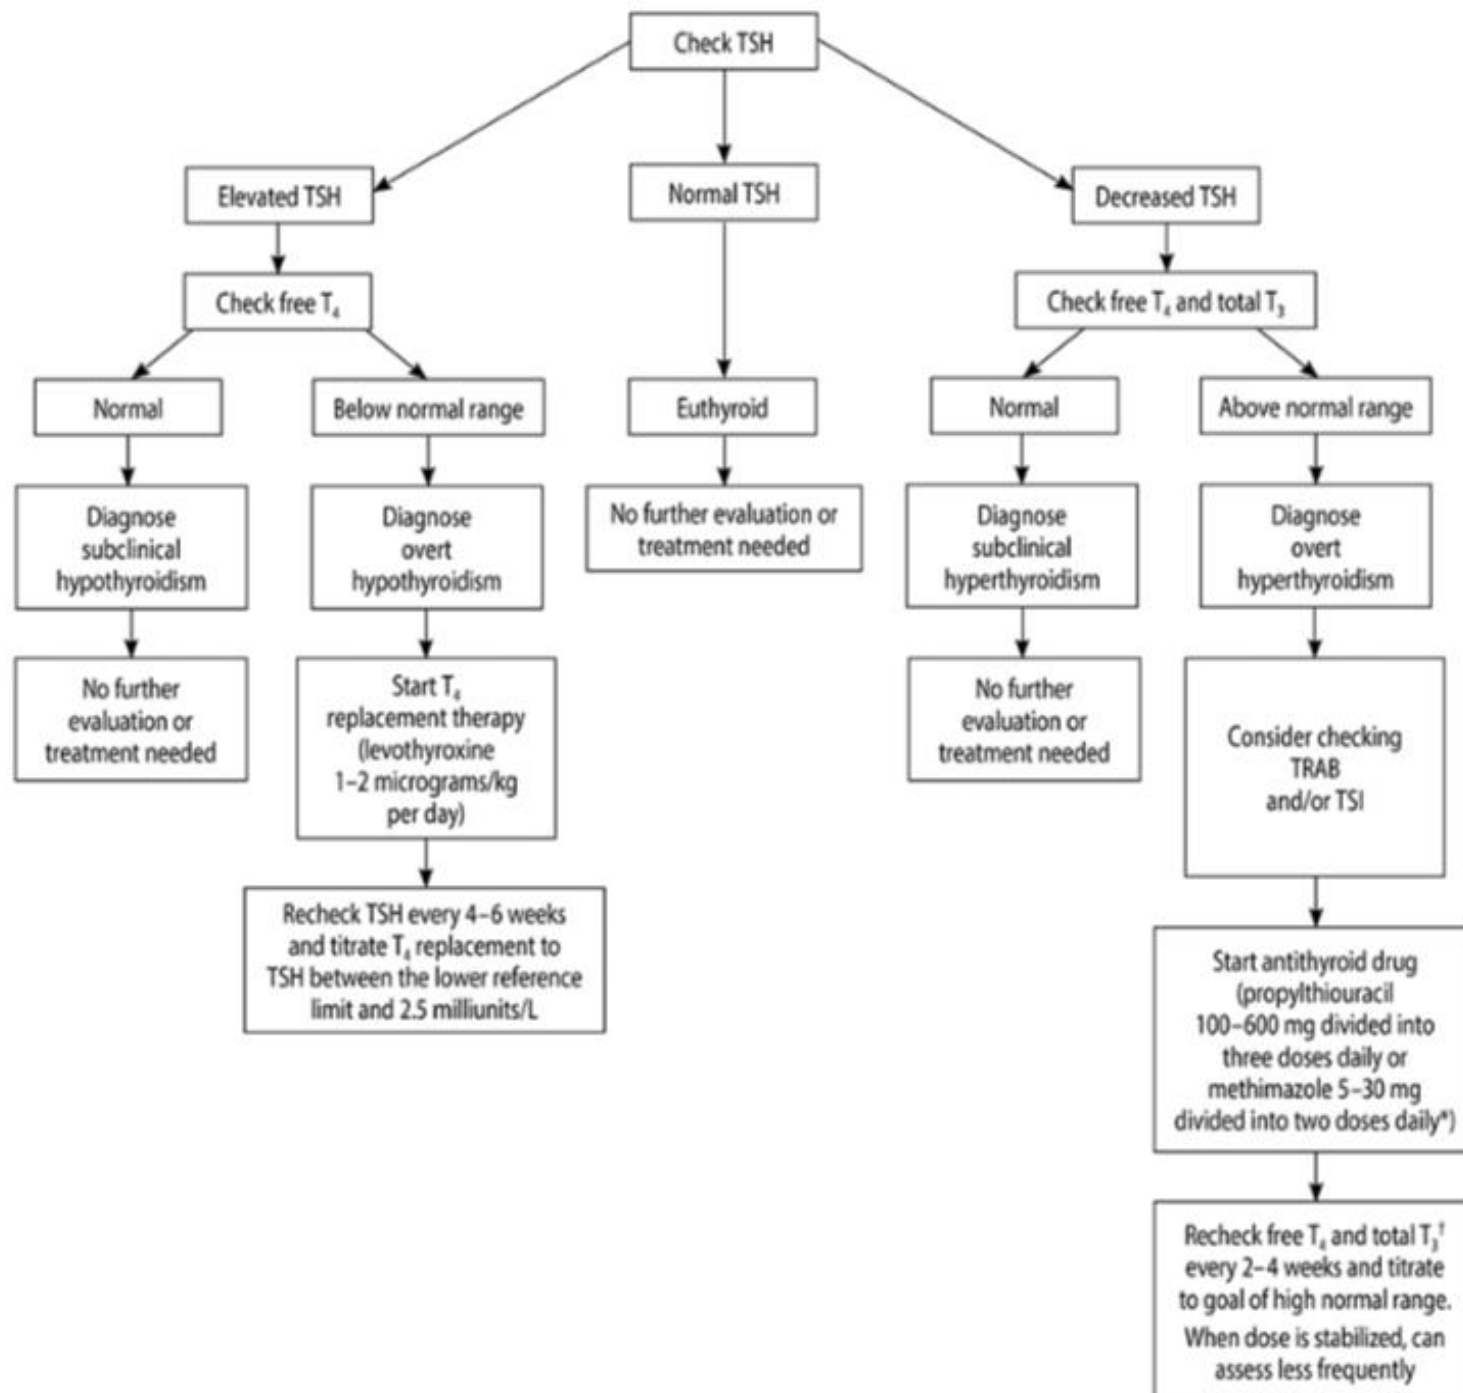 Check TSH
Elevated TSH
Normal TSH
Decreased TSH
Check free T₄
Check free T₄ and total T₃
Normal
Below normal range
Euthyroid
Normal
Above normal range
Diagnose
subclinical
hypothyroidism
Diagnose
overt
hypothyroidism
No further evaluation or
treatment needed
Diagnose
subclinical
hyperthyroidism
Diagnose
overt
hyperthyroidism
No further
evaluation or
treatment needed
Start T₄
replacement therapy
(levothyroxine
1–2 micrograms/kg
per day)
No further
evaluation or
treatment needed
Consider checking
TRAB
and/or TSI
Recheck TSH every 4–6 weeks
and titrate T₄ replacement to
TSH between the lower reference
limit and 2.5 milliunits/L
Start antithyroid drug
(propylthiouracil
100–600 mg divided into
three doses daily or
methimazole 5–30 mg
divided into two doses daily*)
Recheck free T₄ and total T₃†
every 2–4 weeks and titrate
to goal of high normal range.
When dose is stabilized, can
assess less frequently